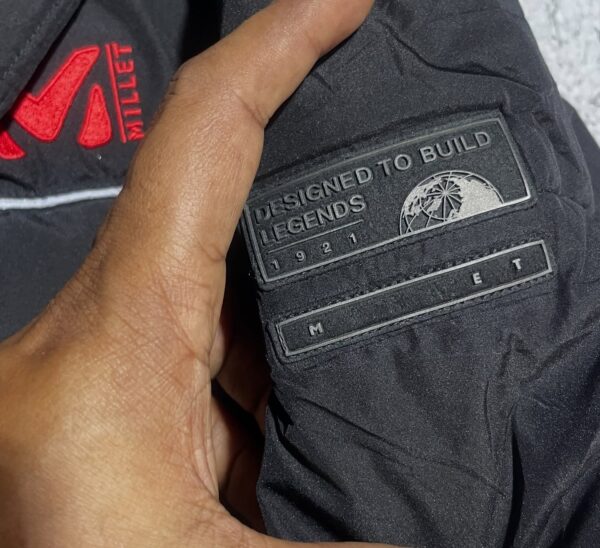 MILLET
DESIGNED TO BUILD
LEGENDS
1921
M E T